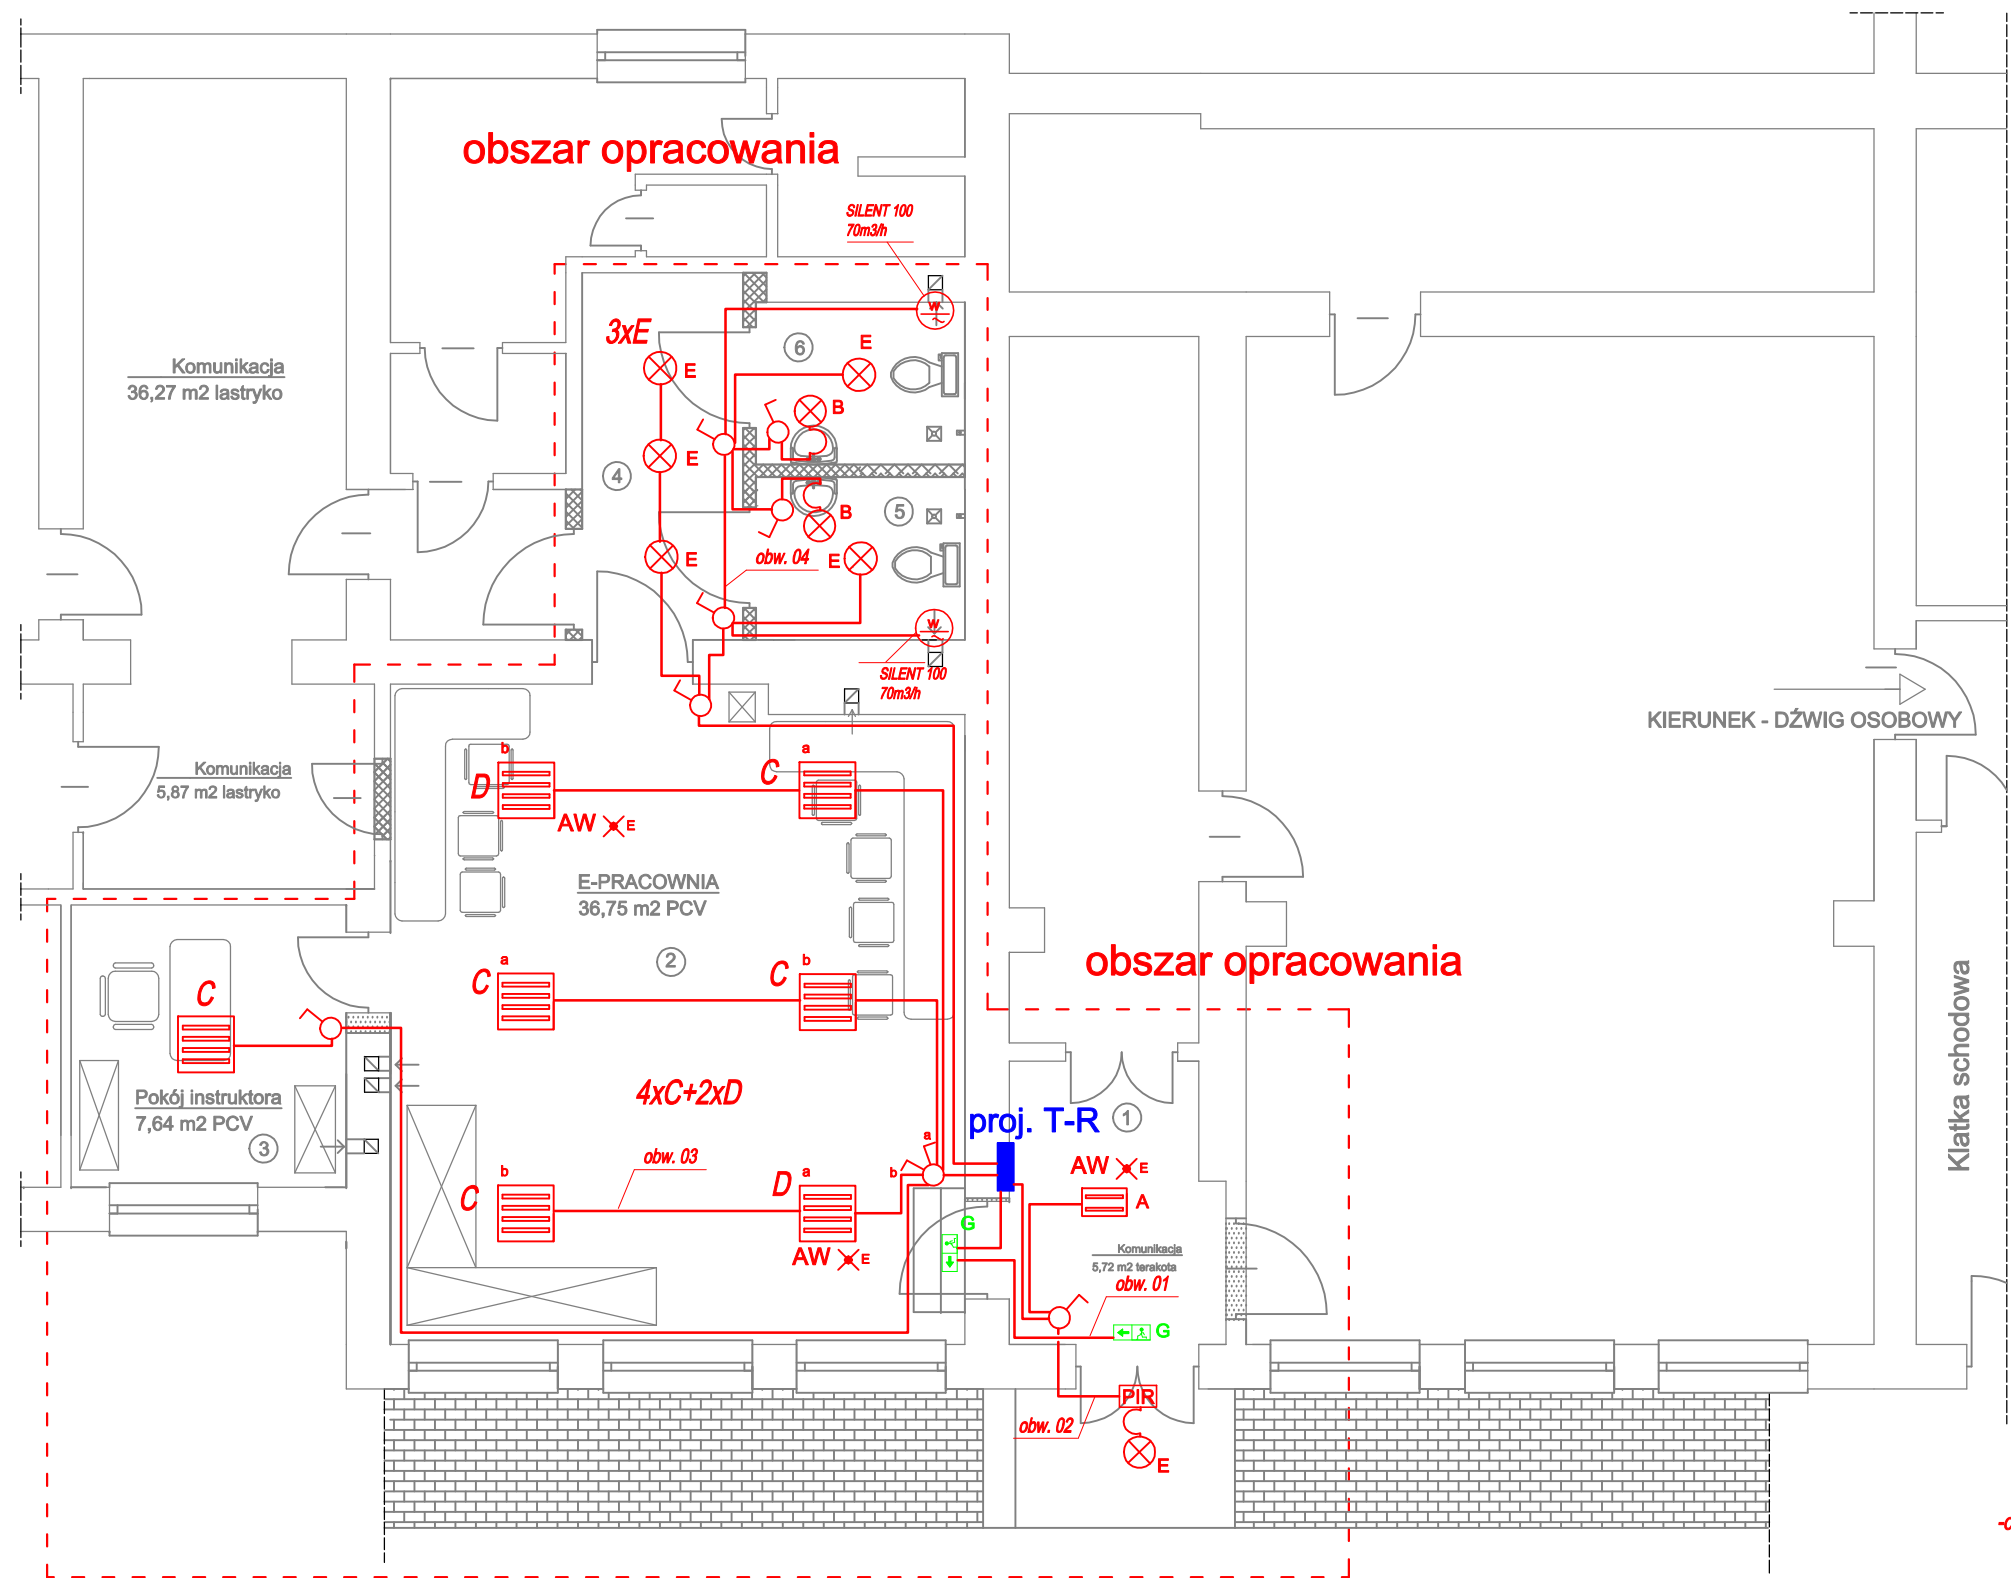 obszar opracowania
SILENT 100
70m3/h
3xE
Komunikacja
36,27 m2 lastryko
6
E
E
B
E
4
5
B
obw. 04
E
E
SILENT 100
70m3/h
KIERUNEK - DŹWIG OSOBOWY
Komunikacja
5,87 m2 lastryko
b
D
a
C
AW
E
E-PRACOWNIA
36,75 m2 PCV
2
a
C
b
C
obszar opracowania
C
Pokój instruktora
7,64 m2 PCV
3
4xC+2xD
proj. T-R
1
Klatka schodowa
obw. 03
b
C
D
a
a
b
AW
E
A
G
AW
E
Komunikacja
5,72 m2 terakota
obw. 01
G
PIR
obw. 02
E
W
W